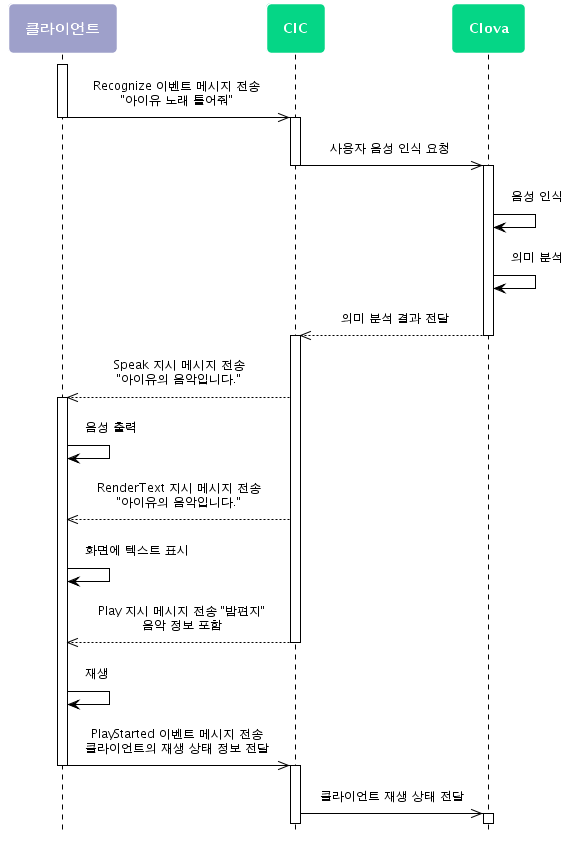 클라이언트
CIC
Clova
Recognize 이벤트 메시지 전송
"아이유 노래 틀어줘"
사용자 음성 인식 요청
음성 인식
의미 분석
의미 분석 결과 전달
Speak 지시 메시지 전송
"아이유의 음악입니다."
음성 출력
RenderText 지시 메시지 전송
"아이유의 음악입니다."
화면에 텍스트 표시
Play 지시 메시지 전송 "밤편지"
음악 정보 포함
재생
PlayStarted 이벤트 메시지 전송
클라이언트의 재생 상태 정보 전달
클라이언트 재생 상태 전달